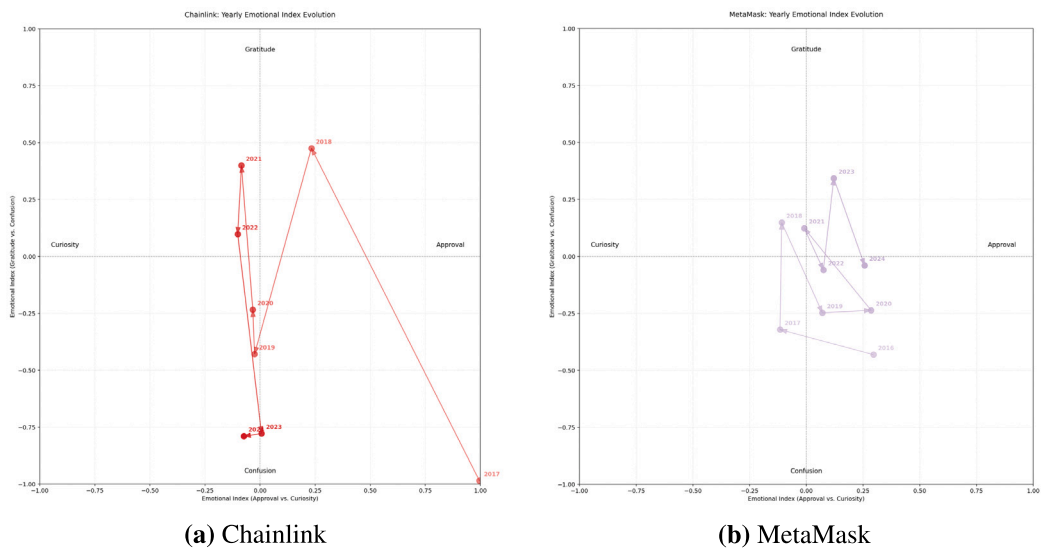 Chainlink: Yearly Emotional Index Evolution
1.00
0.75
0.50
0.25
0.00
−0.25
−0.50
−0.75
−1.00
Emotional Index (Gratitude vs. Confusion)
Gratitude
Curiosity
Approval
Confusion
2018
2021
2022
2020
2019
2023
2017
−1.00 −0.75 −0.50 −0.25 0.00 0.25 0.50 0.75 1.00
Emotional Index (Approval vs. Curiosity)
(a) Chainlink
MetaMask: Yearly Emotional Index Evolution
1.00
0.75
0.50
0.25
0.00
−0.25
−0.50
−0.75
−1.00
Emotional Index (Gratitude vs. Confusion)
Gratitude
Curiosity
Approval
Confusion
2023
2018
2021
2022
2024
2019
2020
2017
2016
−1.00 −0.75 −0.50 −0.25 0.00 0.25 0.50 0.75 1.00
Emotional Index (Approval vs. Curiosity)
(b) MetaMask